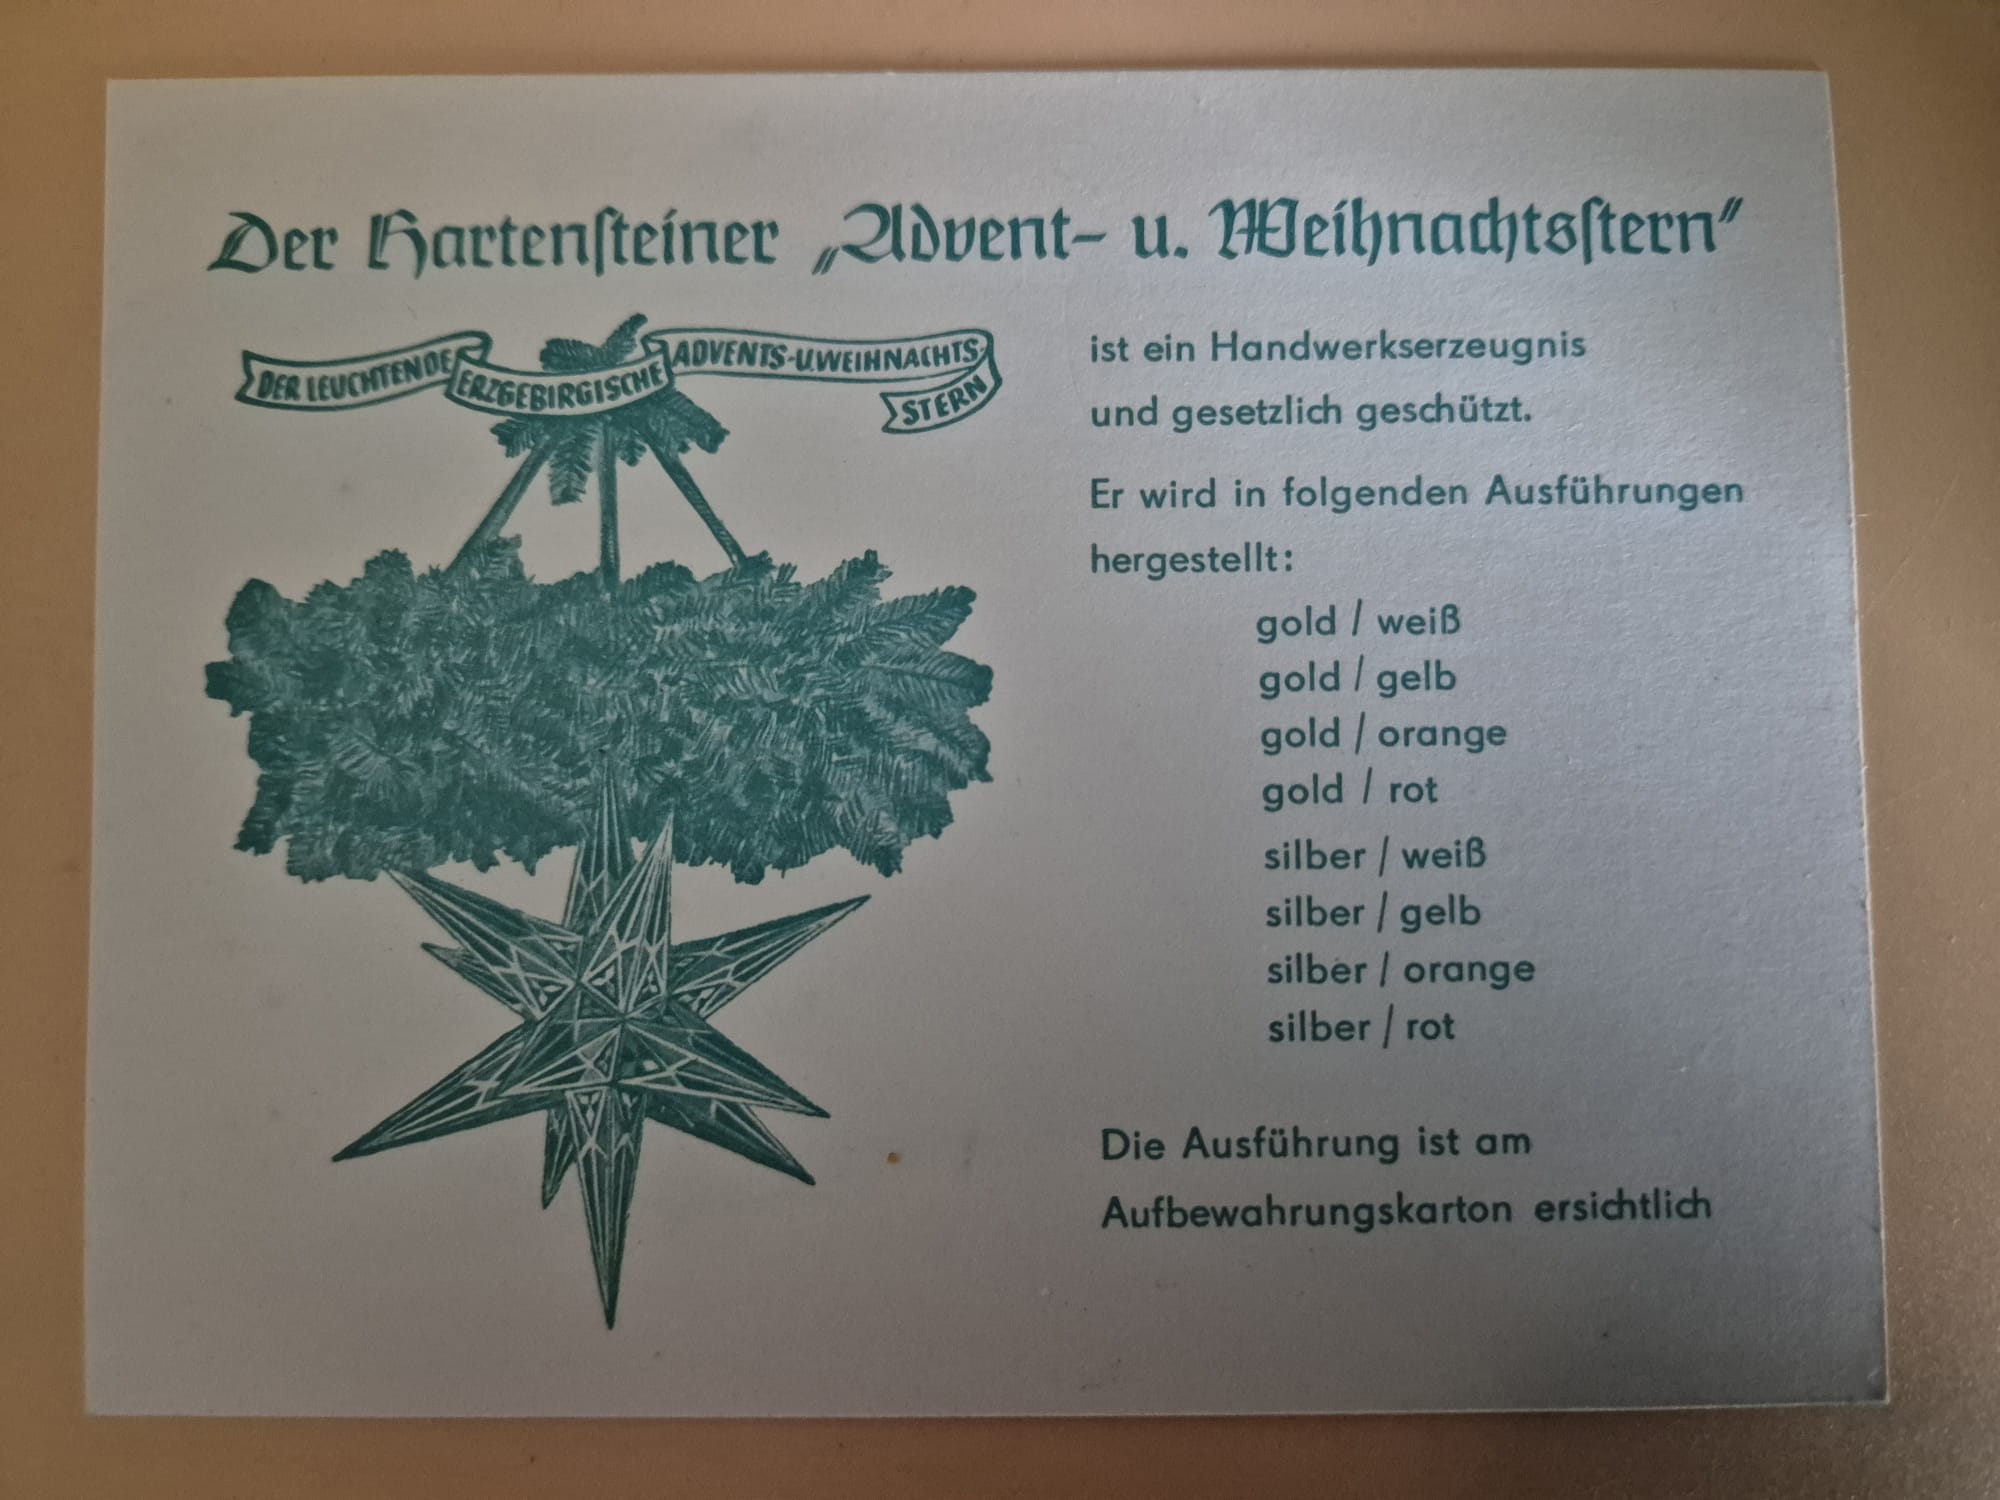 Der Hartensteiner „Advent- u. Weihnachtsstern"
DER LEUCHTENDE ERZGEBIRGISCHE ADVENTS-U.WEIHNACHTS
STERN
ist ein Handwerkserzeugnis
und gesetzlich geschützt.
Er wird in folgenden Ausführungen
hergestellt:
gold / weiß
gold / gelb
gold / orange
gold / rot
silber / weiß
silber / gelb
silber / orange
silber / rot
Die Ausführung ist am
Aufbewahrungskarton ersichtlich